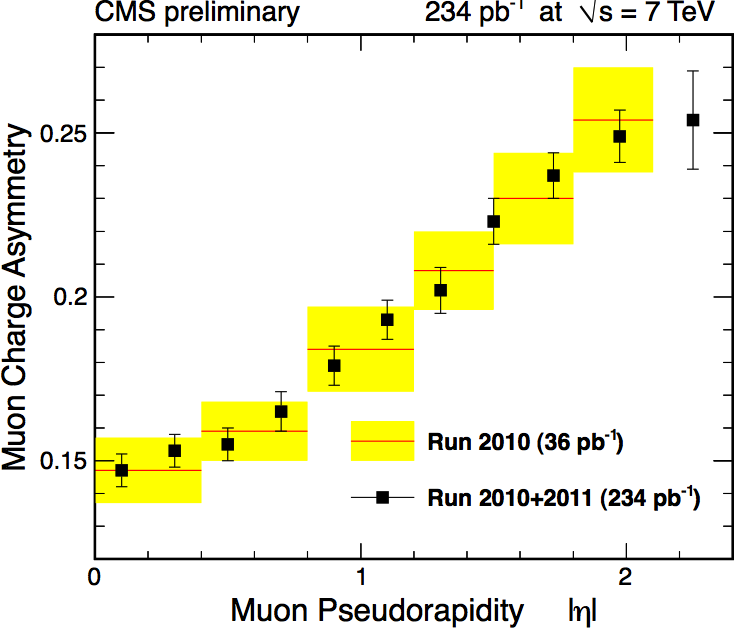 CMS preliminary 234 pb⁻¹ at √s = 7 TeV
Muon Charge Asymmetry
0.25
0.2
0.15
Run 2010 (36 pb⁻¹)
Run 2010+2011 (234 pb⁻¹)
0 1 2
Muon Pseudorapidity |η|